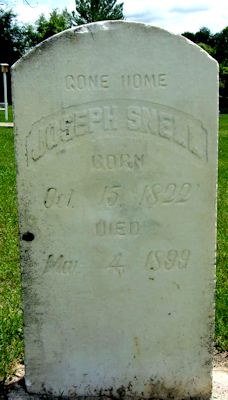 GONE HOME
JOSEPH SNELL
BORN
Oct. 15, 1822
DIED
Mar. 4, 1899